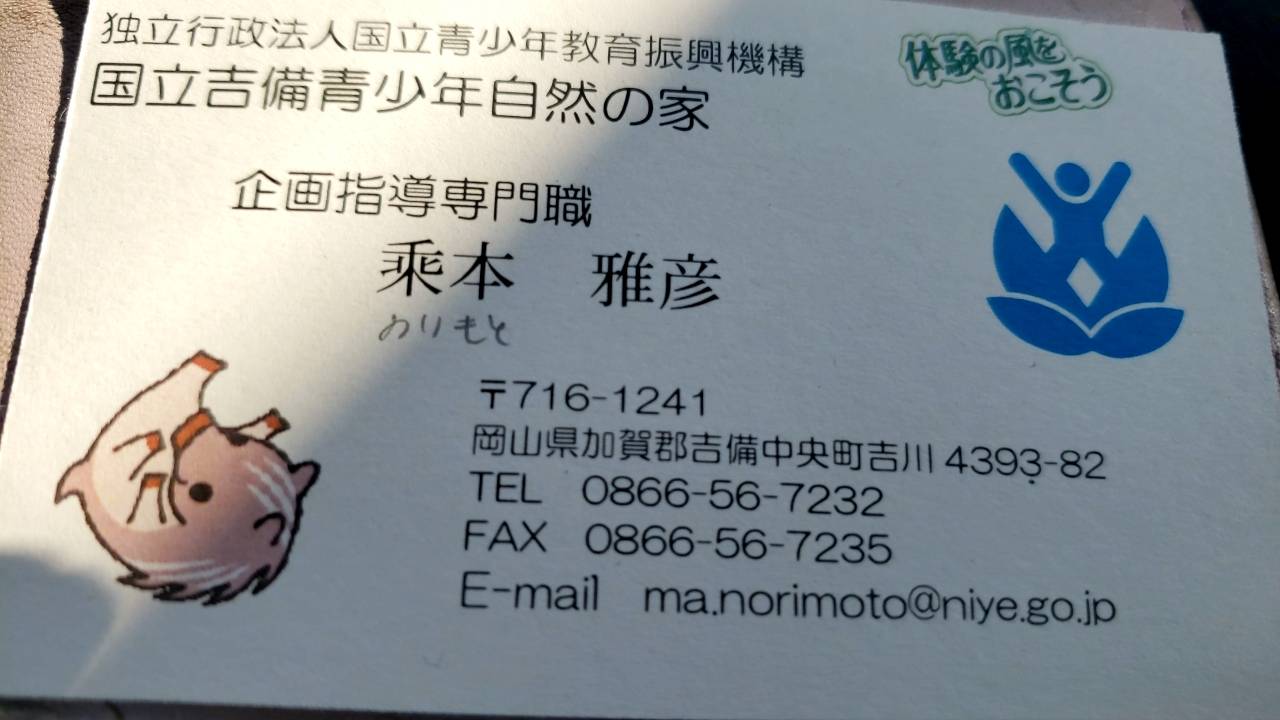 独立行政法人国立青少年教育振興機構
国立吉備青少年自然の家
体験の風を
おこそう
企画指導専門職
乗本 雅彦
のりもと
〒716-1241
岡山県加賀郡吉備中央町吉川4393-82
TEL 0866-56-7232
FAX 0866-56-7235
E-mail ma.norimoto@niye.go.jp